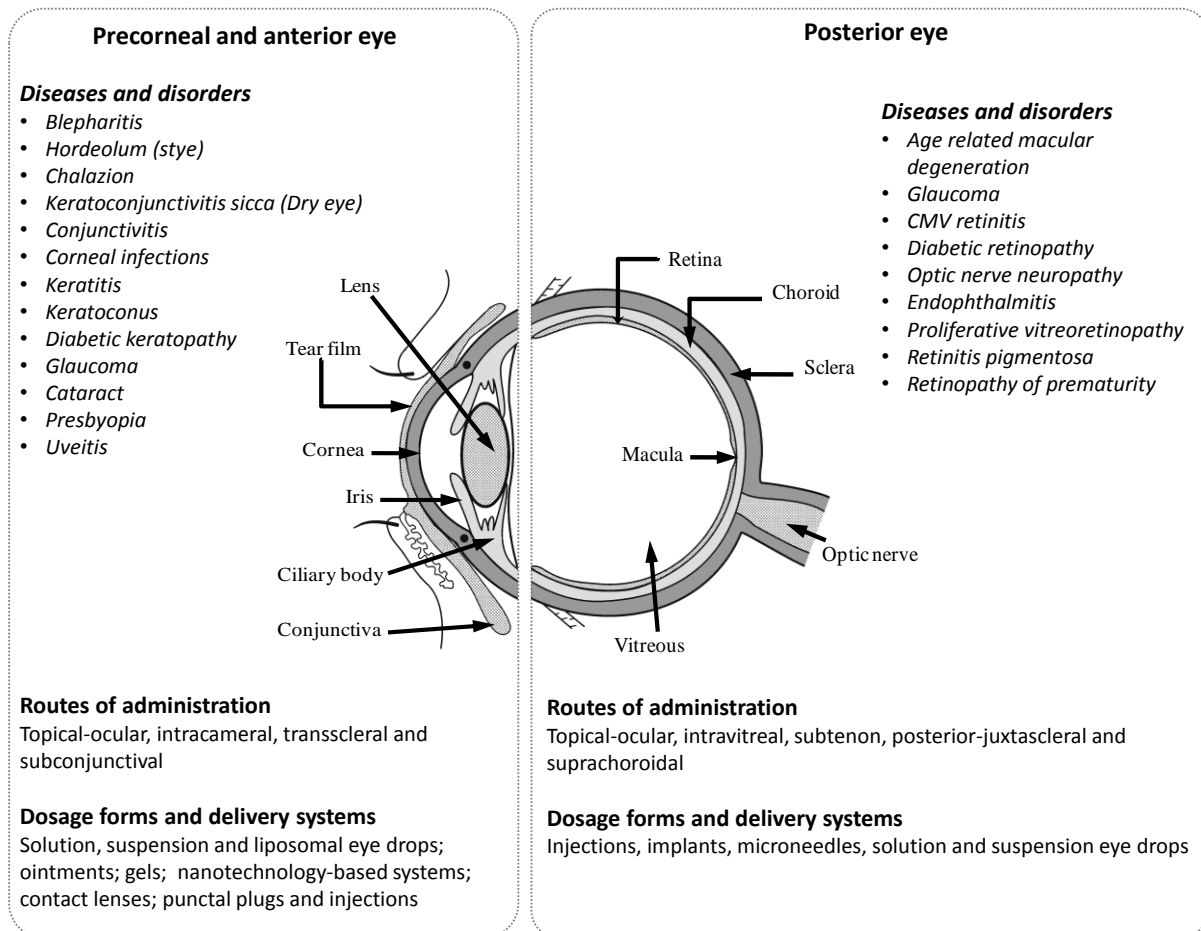 Precorneal and anterior eye
Diseases and disorders
• Blepharitis
• Hordeolum (stye)
• Chalazion
• Keratoconjunctivitis sicca (Dry eye)
• Conjunctivitis
• Corneal infections
• Keratitis
• Keratoconus
• Diabetic keratopathy
• Glaucoma
• Cataract
• Presbyopia
• Uveitis
Lens
Tear film
Cornea
Iris
Ciliary body
Conjunctiva
Routes of administration
Topical-ocular, intracameral, transscleral and
subconjunctival
Dosage forms and delivery systems
Solution, suspension and liposomal eye drops;
ointments; gels; nanotechnology-based systems;
contact lenses; punctal plugs and injections
Posterior eye
Diseases and disorders
• Age related macular
degeneration
• Glaucoma
• CMV retinitis
• Diabetic retinopathy
• Optic nerve neuropathy
• Endophthalmitis
• Proliferative vitreoretinopathy
• Retinitis pigmentosa
• Retinopathy of prematurity
Retina
Choroid
Sclera
Macula
Optic nerve
Vitreous
Routes of administration
Topical-ocular, intravitreal, subtenon, posterior-juxtascleral and
suprachoroidal
Dosage forms and delivery systems
Injections, implants, microneedles, solution and suspension eye drops